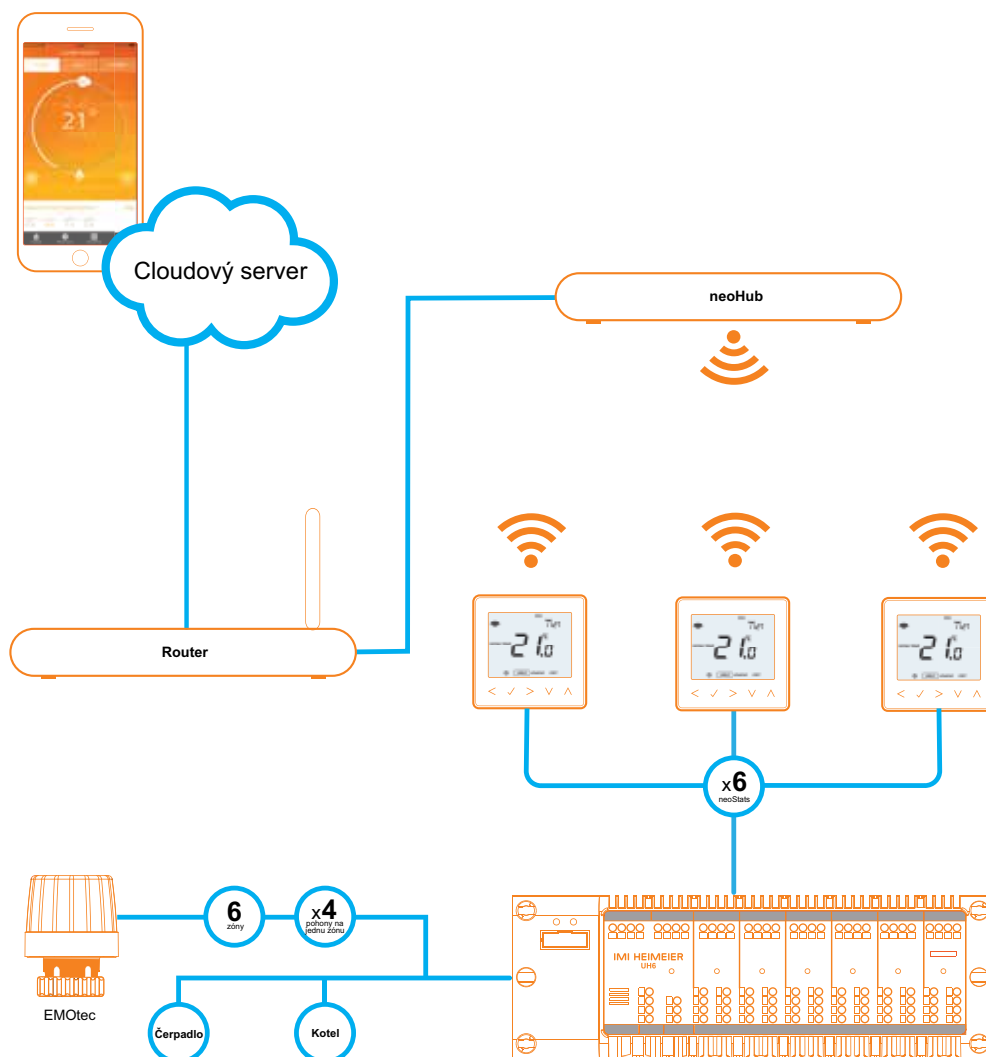 21
Cloudový server
neoHub
Router
21.0
21.0
21.0
x6
neoStats
6
zóny
x4
pohony na
jednu zónu
IMI HEIMEIER
UH6
EMOtec
Čerpadlo
Kotel